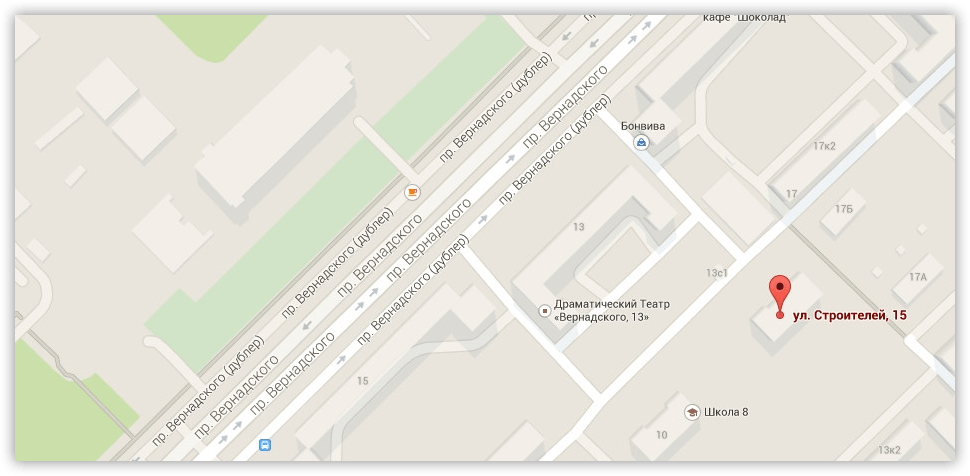 кафе "Шоколад"
пр. Вернадского (дублер)
пр. Вернадского
Бонвива
17к2
пр. Вернадского (дублер)
17
17Б
пр. Вернадского (дублер)
пр. Вернадского
пр. Вернадского
13
13с1
17А
пр. Вернадского (дублер)
Драматический Театр
«Вернадского, 13»
ул. Строителей, 15
пр. Вернадского (дублер)
пр. Вернадского
пр. Вернадского
15
Школа 8
10
13к2